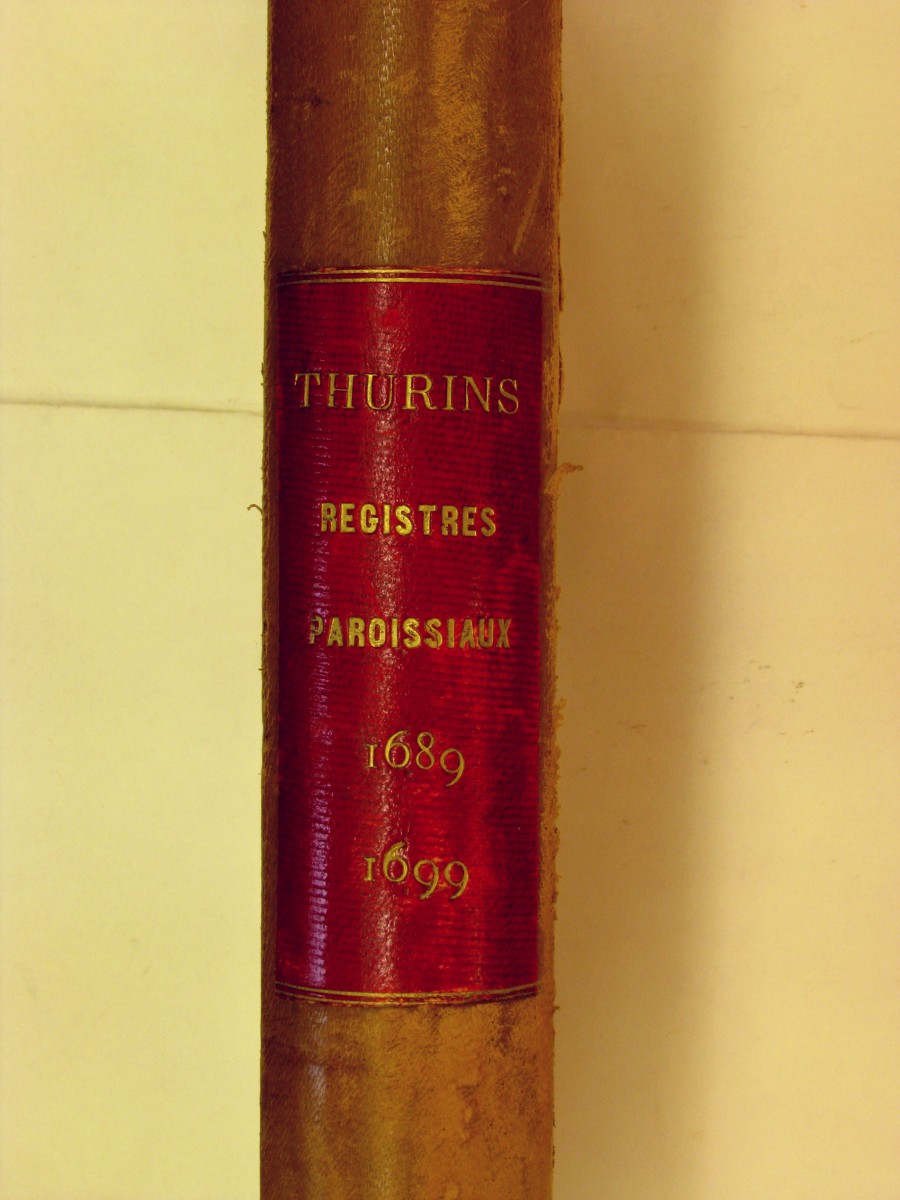 THURINS
REGISTRES
PAROISSIAUX
1689
1699